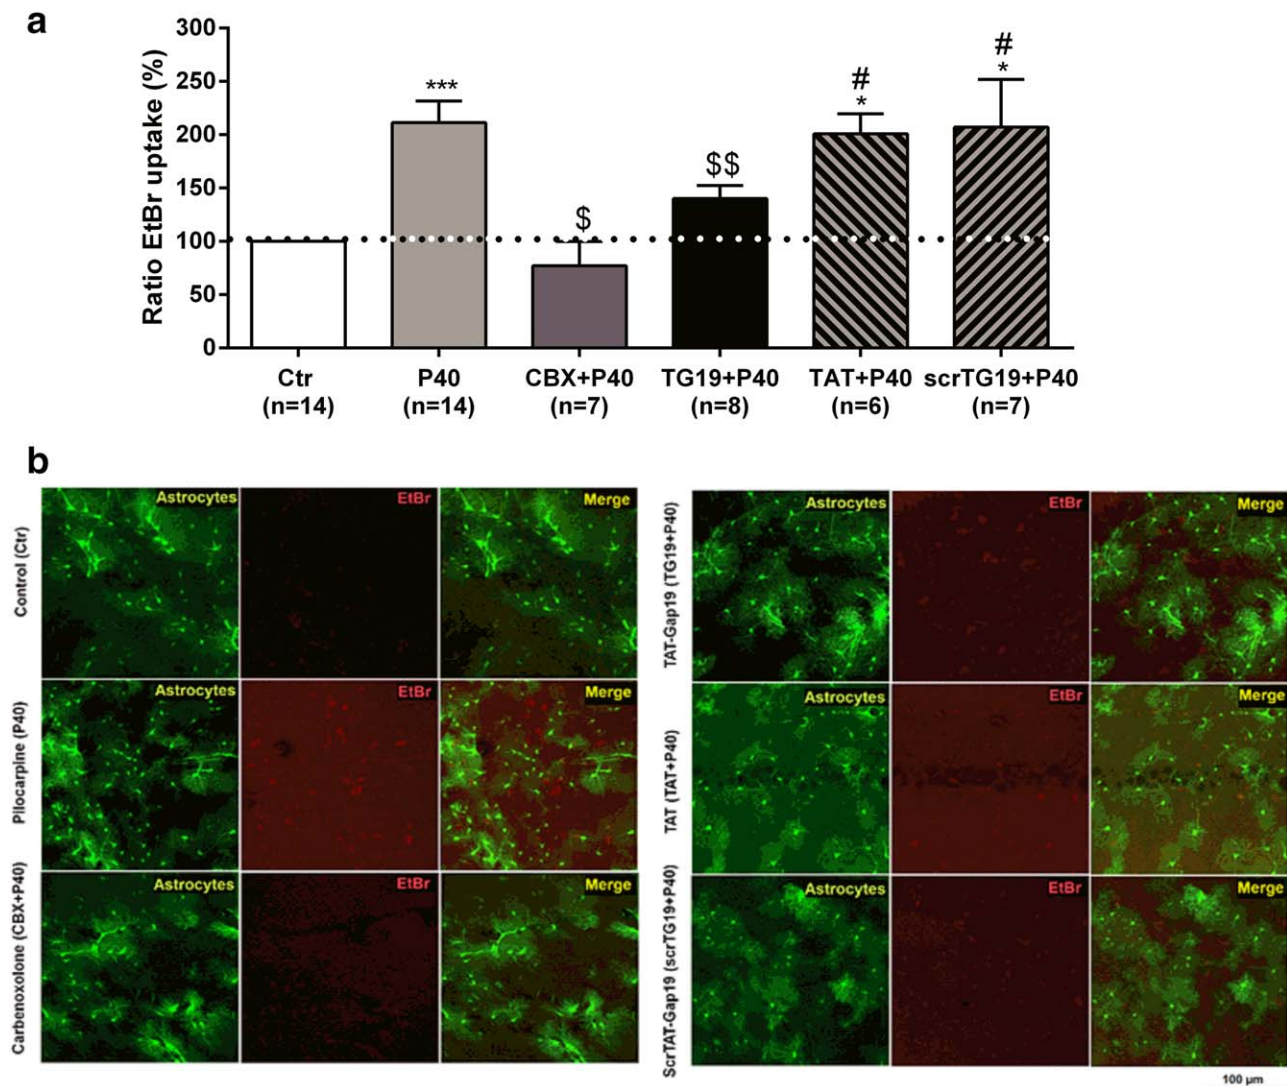 a
Ratio EtBr uptake (%)
300
250
200
150
100
50
0
***
$
$$
#
*
#
*
Ctr
(n=14)
P40
(n=14)
CBX+P40
(n=7)
TG19+P40
(n=8)
TAT+P40
(n=6)
scrTG19+P40
(n=7)
b
Control (Ctr)
Astrocytes
EtBr
Merge
Pilocarpine (P40)
Astrocytes
EtBr
Merge
Carbenoxolone (CBX+P40)
Astrocytes
EtBr
Merge
TAT-Gap19 (TG19+P40)
Astrocytes
EtBr
Merge
TAT (TAT+P40)
Astrocytes
EtBr
Merge
ScrTAT-Gap19 (scrTG19+P40)
Astrocytes
EtBr
Merge
100 µm